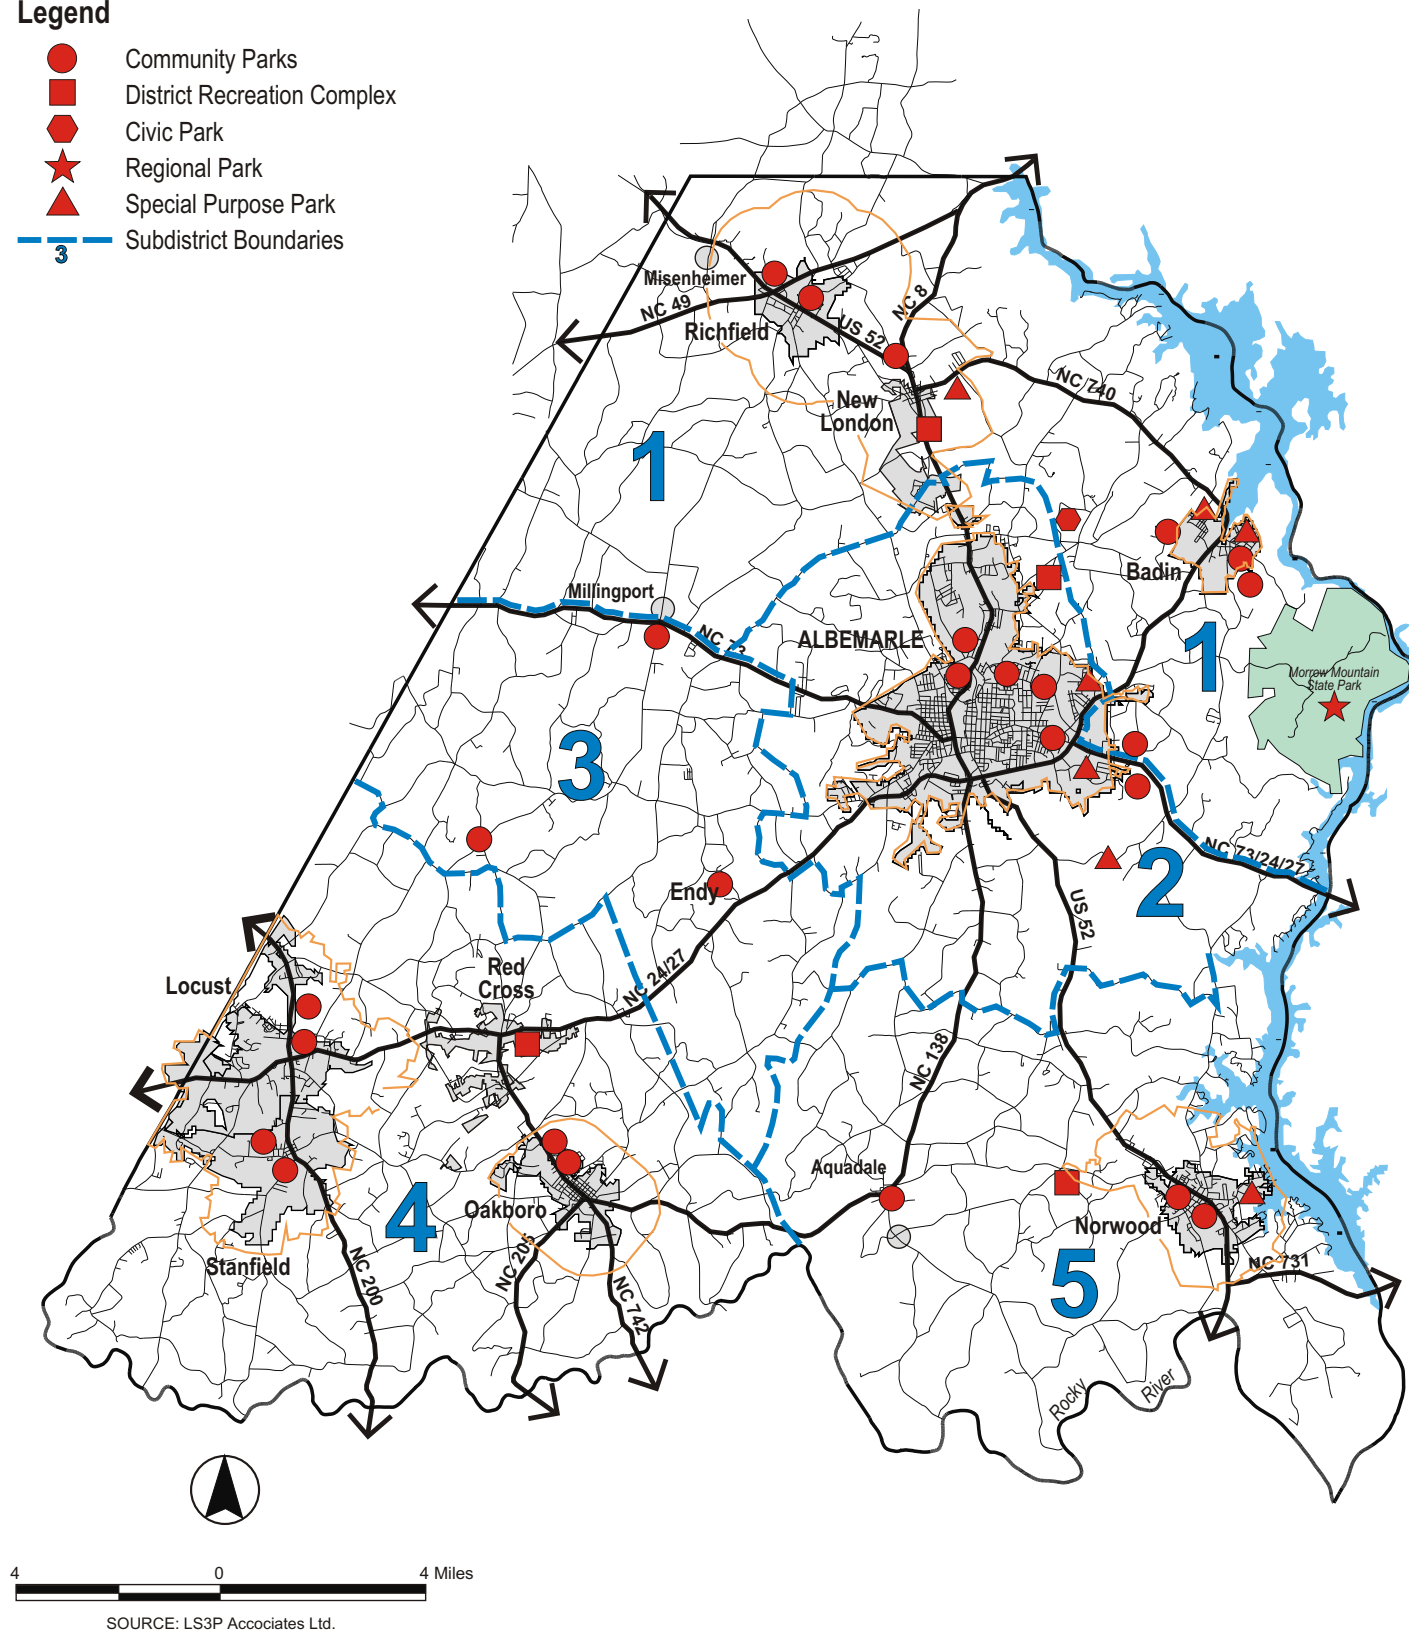 Legend
Community Parks
District Recreation Complex
Civic Park
Regional Park
Special Purpose Park
3
Subdistrict Boundaries
Misenheimer
NC 49
Richfield
US 52
NC 8
New
London
NC 740
1
Millingport
NC 73
ALBEMARLE
Badin
1
Morrow Mountain
State Park
3
Endy
NC 73/24/27
2
US 52
Locust
Red
Cross
NC 24/27
NC 138
Aquadale
4
Oakboro
Norwood
Stanfield
NC 200
NC 205
NC 742
5
NC 731
Rocky
River
4
0
4 Miles
SOURCE: LS3P Accociates Ltd.